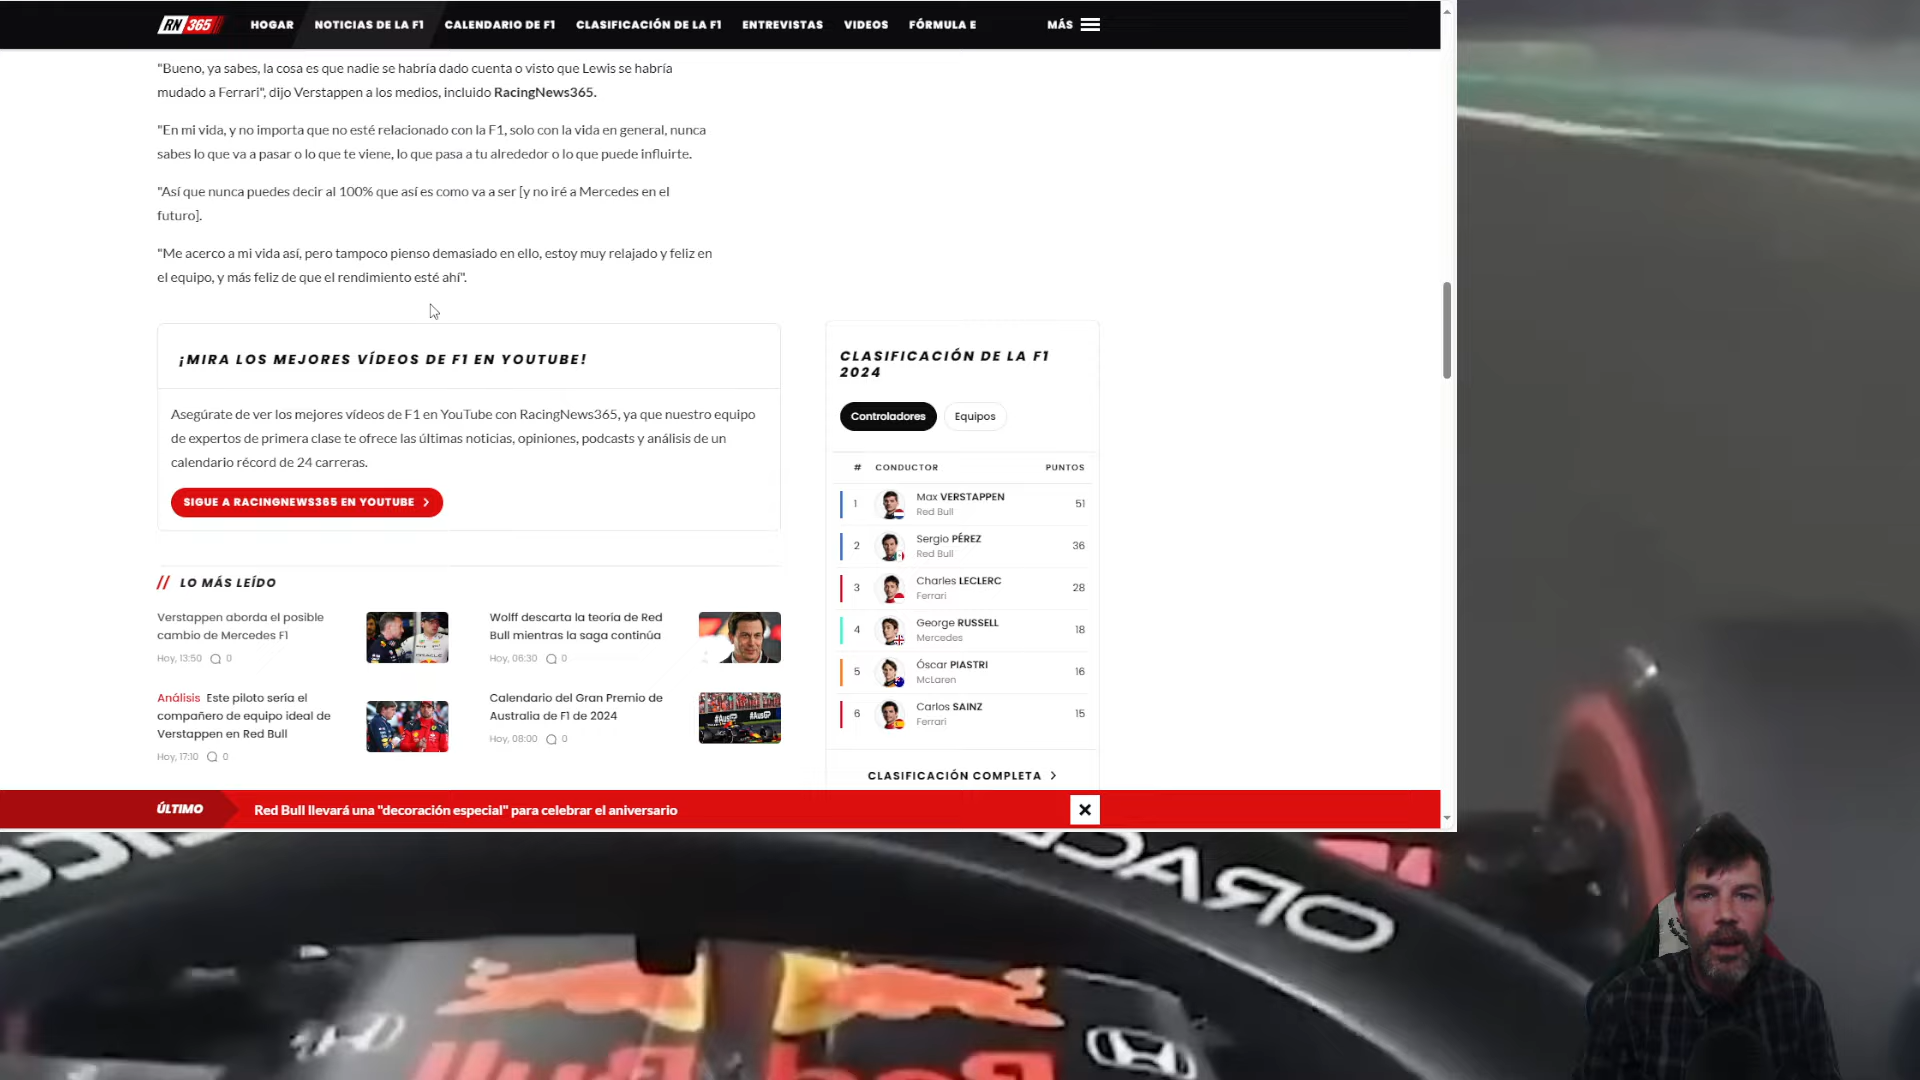 RN 365 HOGAR NOTICIAS DE LA F1 CALENDARIO DE F1 CLASIFICACIÓN DE LA F1 ENTREVISTAS VIDEOS FÓRMULA E MÁS
"Bueno, ya sabes, la cosa es que nadie se habría dado cuenta o visto que Lewis se habría
mudado a Ferrari", dijo Verstappen a los medios, incluido RacingNews365.
"En mi vida, y no importa que no esté relacionado con la F1, solo con la vida en general, nunca
sabes lo que va a pasar o lo que te viene, lo que pasa a tu alrededor o lo que puede influirte.
"Así que nunca puedes decir al 100% que así es como va a ser [y no iré a Mercedes en el
futuro].
"Me acerco a mi vida así, pero tampoco pienso demasiado en ello, estoy muy relajado y feliz en
el equipo, y más feliz de que el rendimiento esté ahí".
¡MIRA LOS MEJORES VÍDEOS DE F1 EN YOUTUBE!
Asegúrate de ver los mejores vídeos de F1 en YouTube con RacingNews365, ya que nuestro equipo
de expertos de primera clase te ofrece las últimas noticias, opiniones, podcasts y análisis de un
calendario récord de 24 carreras.
SIGUE A RACINGNEWS365 EN YOUTUBE
// LO MÁS LEÍDO
Verstappen aborda el posible
cambio de Mercedes F1
Hoy, 13:50 0
Wolff descarta la teoría de Red
Bull mientras la saga continúa
Hoy, 06:30 0
Análisis Este piloto sería el
compañero de equipo ideal de
Verstappen en Red Bull
Hoy, 17:10 0
Calendario del Gran Premio de
Australia de F1 de 2024
Hoy, 08:00 0
CLASIFICACIÓN DE LA F1
2024
Controladores Equipos
# CONDUCTOR PUNTOS
1 Max VERSTAPPEN 51
Red Bull
2 Sergio PÉREZ 36
Red Bull
3 Charles LECLERC 28
Ferrari
4 George RUSSELL 18
Mercedes
5 Óscar PIASTRI 16
McLaren
6 Carlos SAINZ 15
Ferrari
CLASIFICACIÓN COMPLETA
ÚLTIMO Red Bull llevará una "decoración especial" para celebrar el aniversario
ORAC
Red Bull